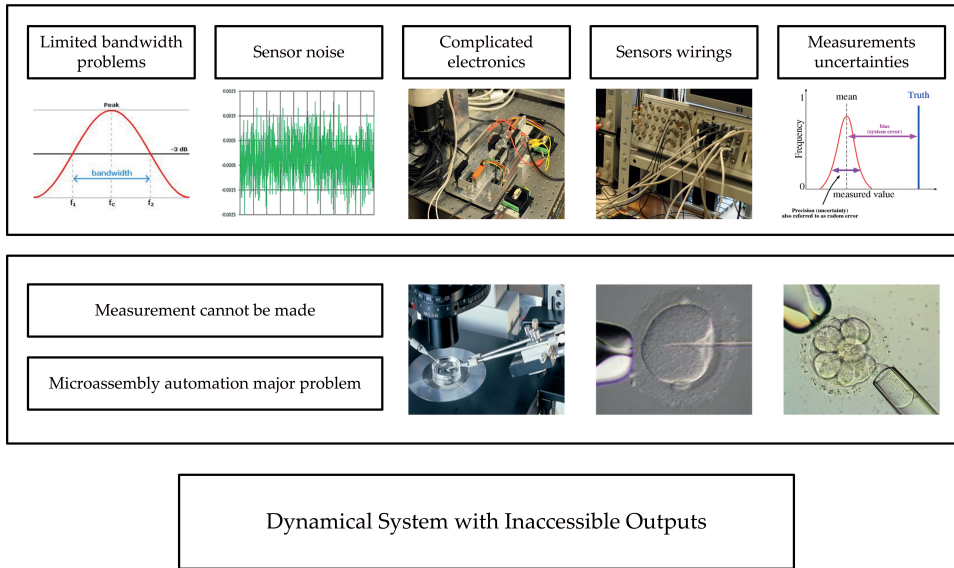 Limited bandwidth
problems
Sensor noise
Complicated
electronics
Sensors wirings
Measurements
uncertainties
Peak
-3 dB
bandwidth
f1
fC
f2
0.0025
0.0015
0.0005
-0.0005
-0.0015
-0.0025
1
mean
Truth
bias
(system error)
Frequency
0
measured value
Precision (uncertainty)
also referred to as radom error
Measurement cannot be made
Microassembly automation major problem
Dynamical System with Inaccessible Outputs